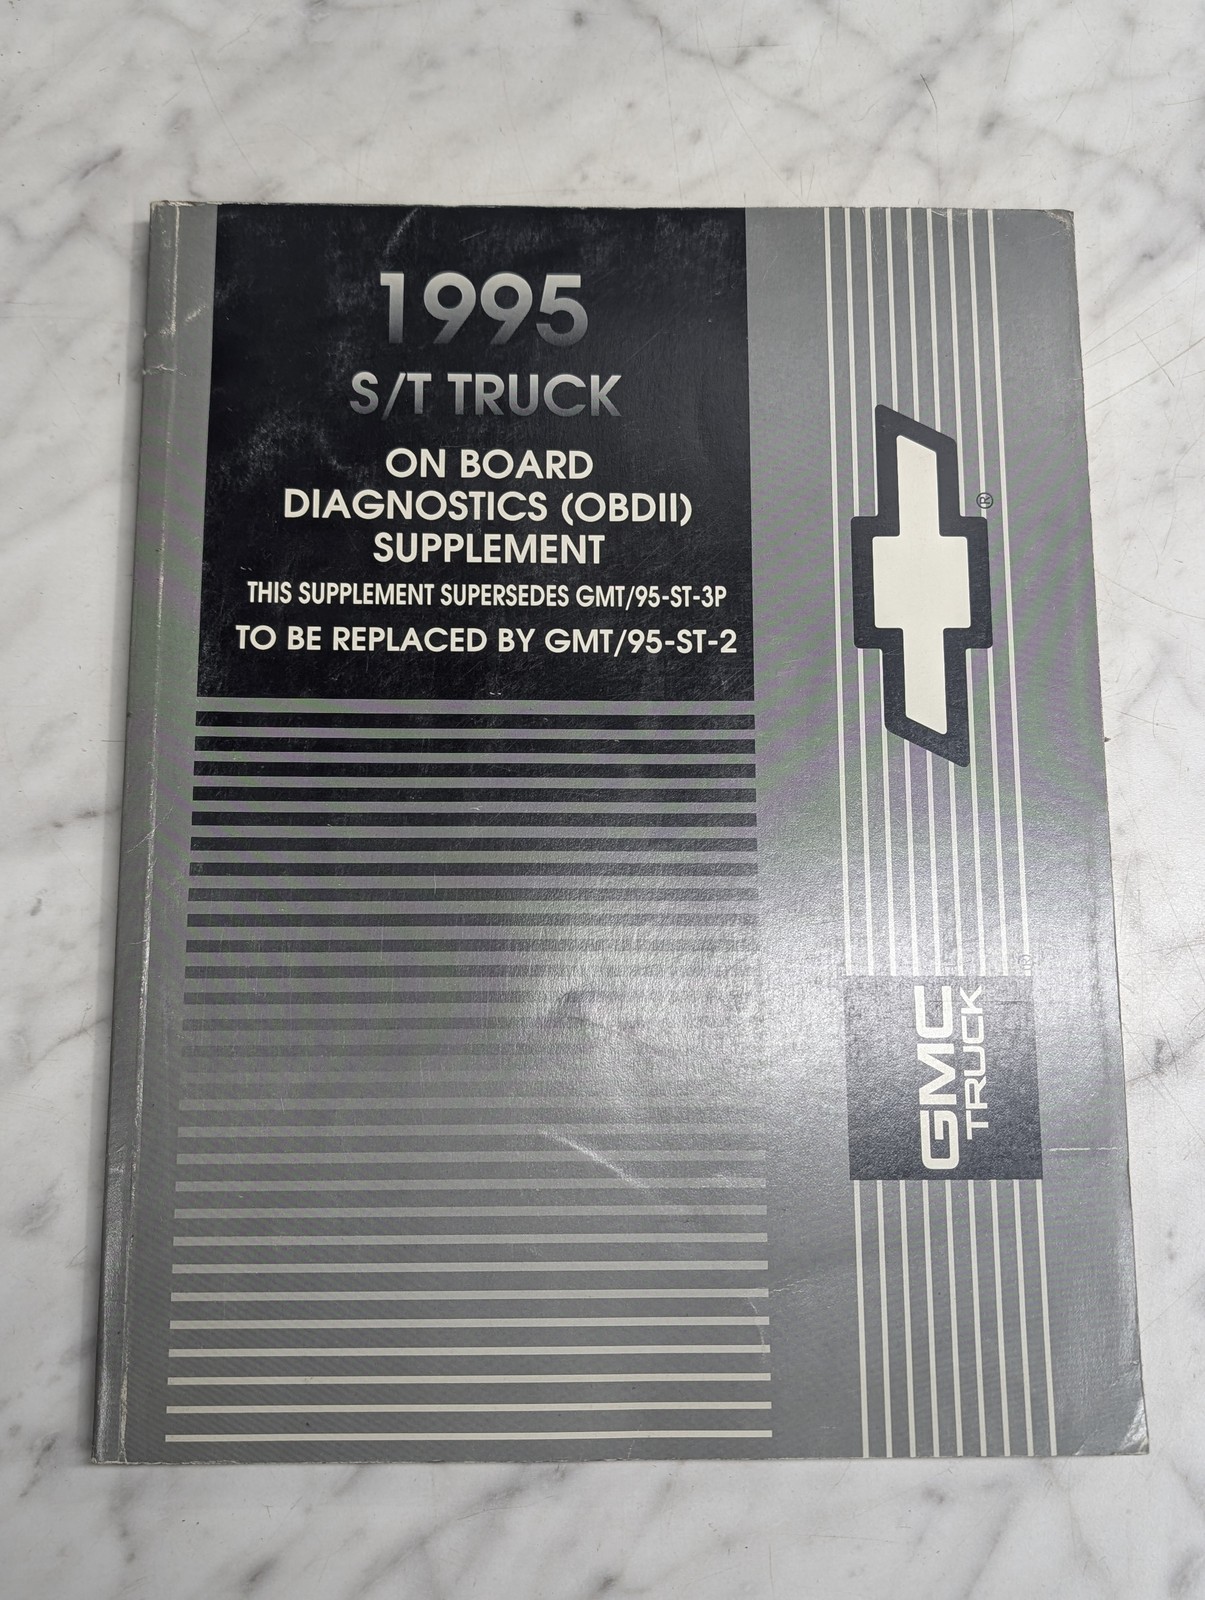 1995
S/T TRUCK
ON BOARD
DIAGNOSTICS (OBDII)
SUPPLEMENT
THIS SUPPLEMENT SUPERSEDES GMT/95-ST-3P
TO BE REPLACED BY GMT/95-ST-2
®
®
GMC
TRUCK